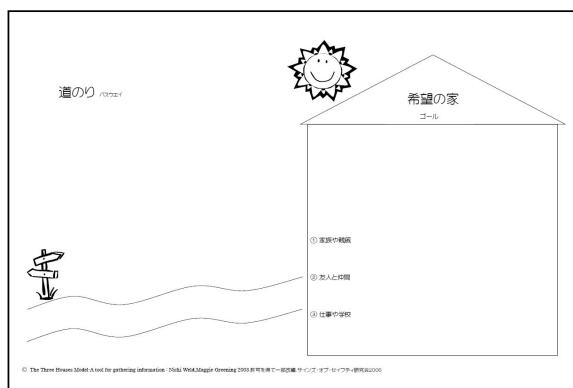 道のり パスウェイ
希望の家
ゴール
① 家族や親戚
② 友人と仲間
③ 仕事や学校
© The Three Houses Model-A tool for gathering information - Nichi Weld,Maggie Greening 2003 許可を得て一部改編,サインズ・オブ・セイフティ研究会2006